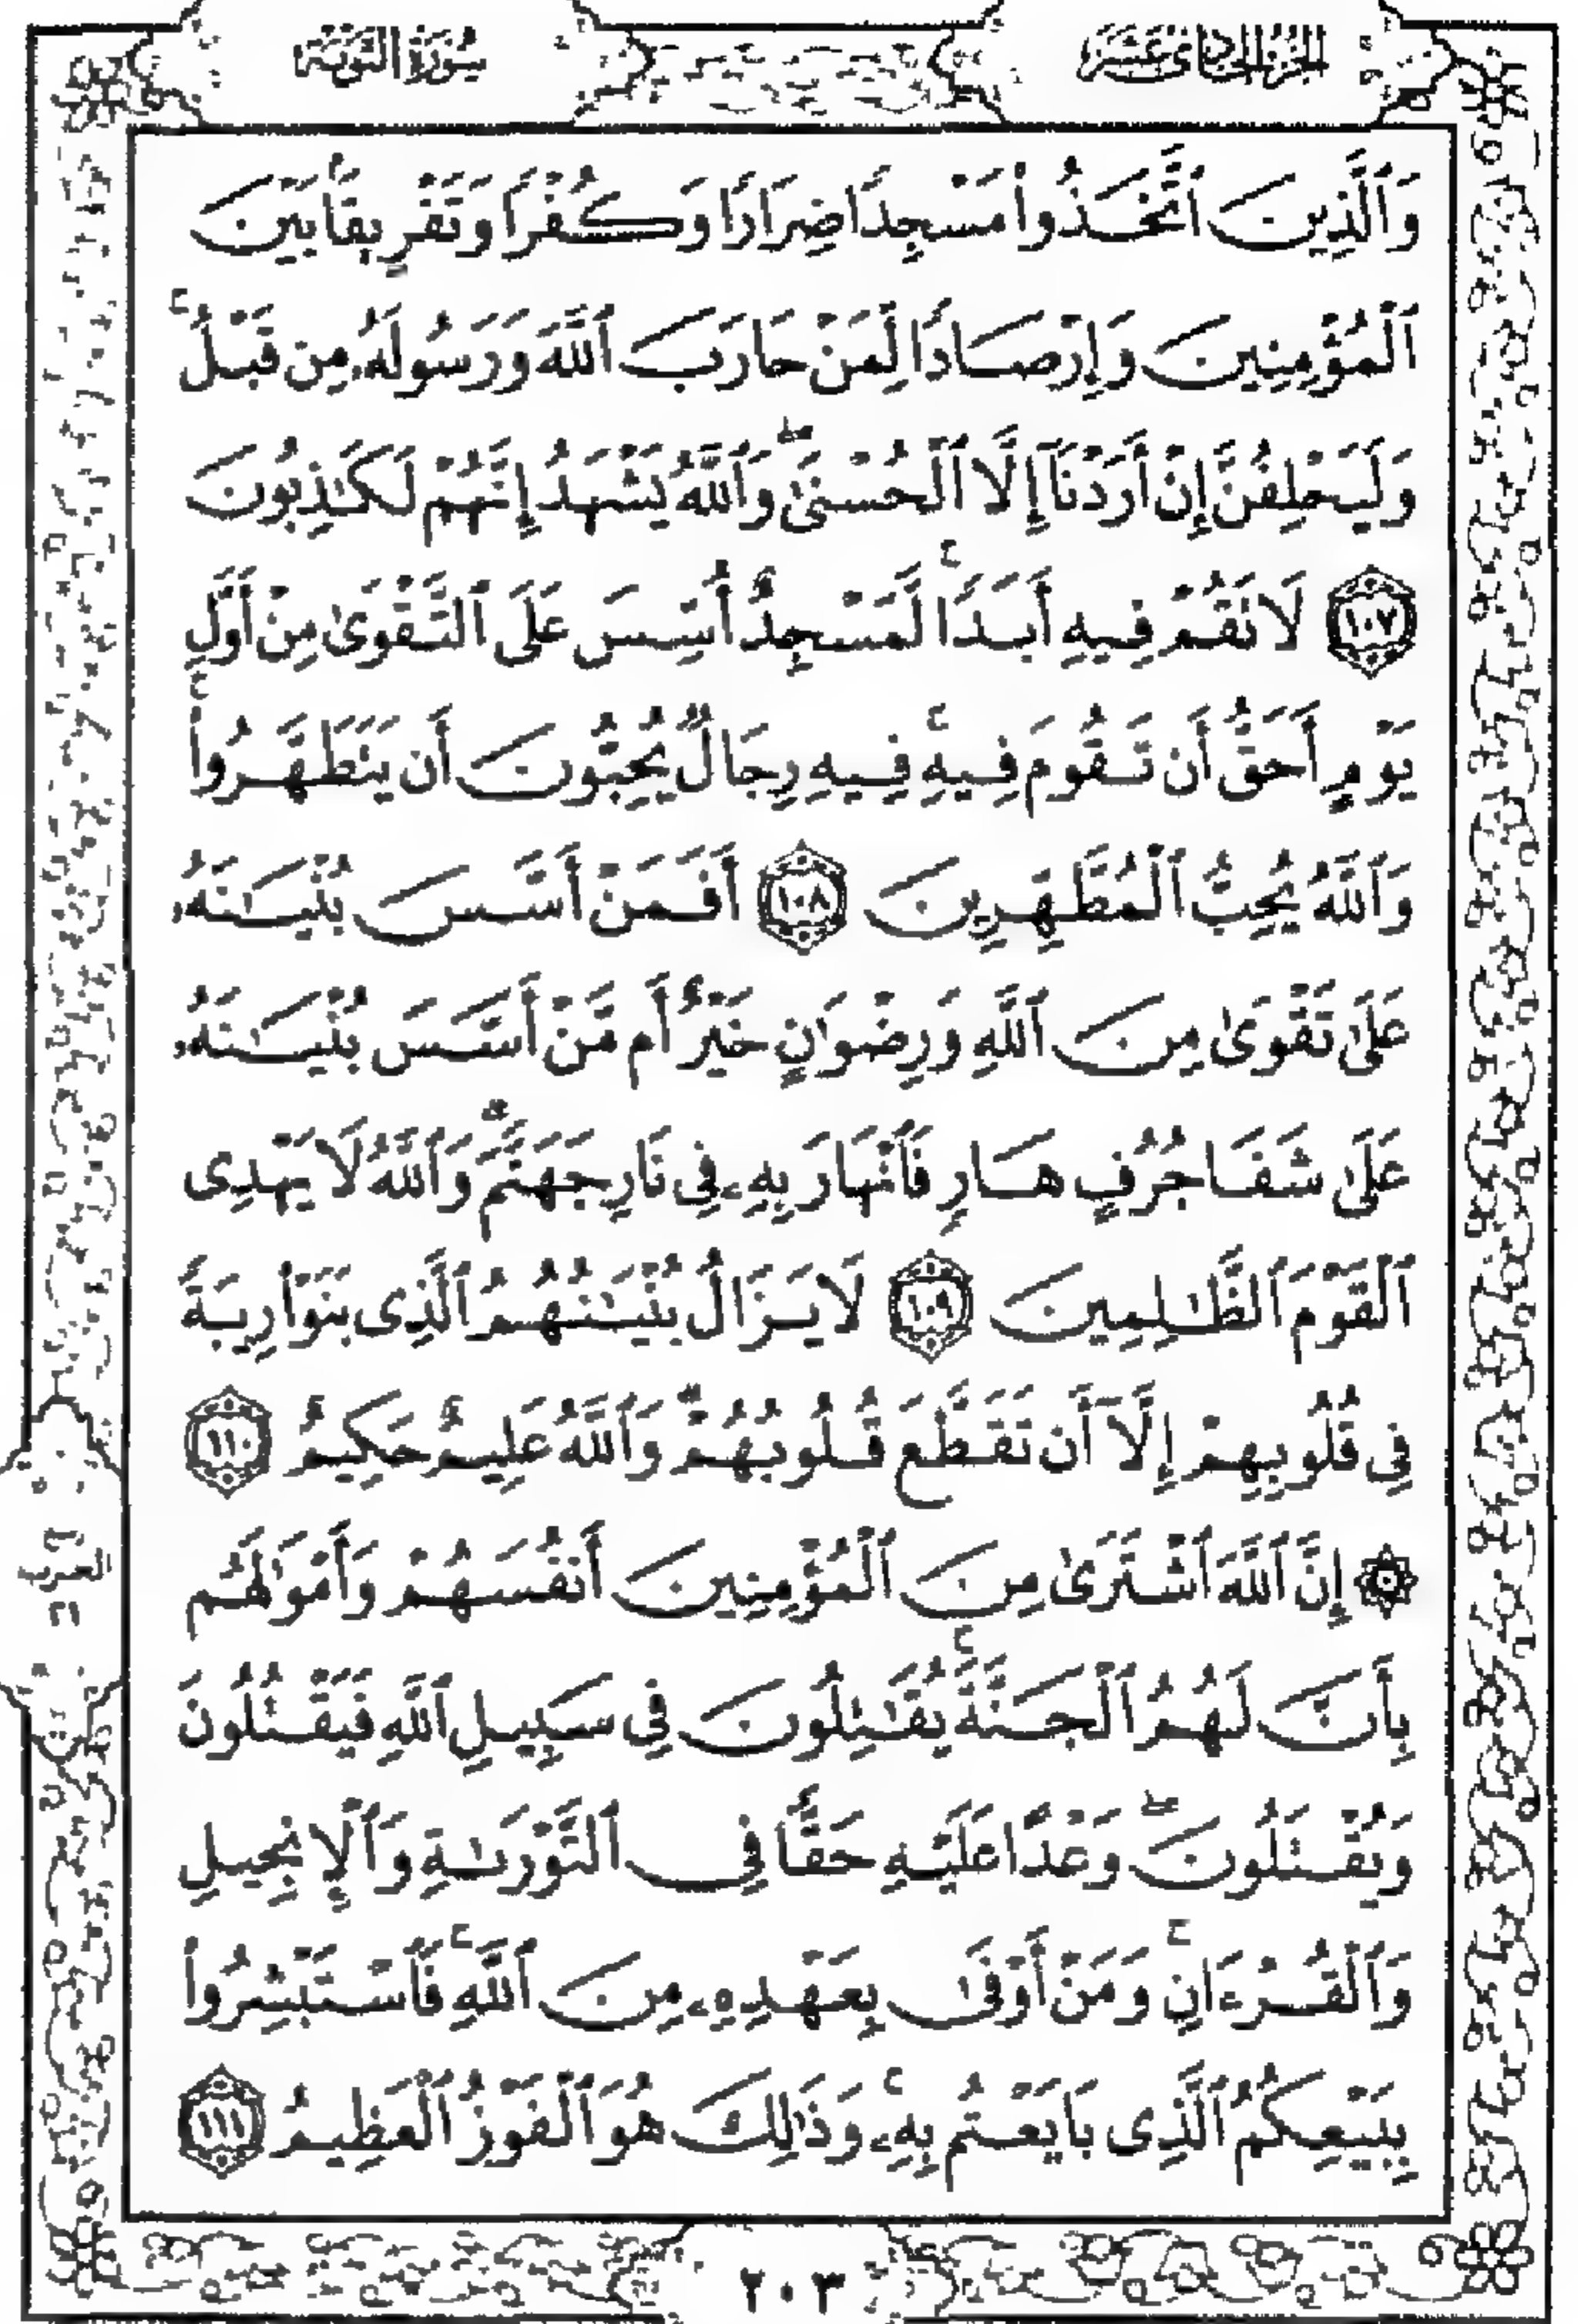 الجزء الحادي عشر
سورة التوبة
وَٱلَّذِينَ ٱتَّخَذُوا۟ مَسْجِدًا ضِرَارًا وَكُفْرًا وَتَفْرِيقًۢا بَيْنَ
ٱلْمُؤْمِنِينَ وَإِرْصَادًا لِّمَنْ حَارَبَ ٱللَّهَ وَرَسُولَهُۥ مِن قَبْلُ ۚ
وَلَيَحْلِفُنَّ إِنْ أَرَدْنَآ إِلَّا ٱلْحُسْنَىٰ ۖ وَٱللَّهُ يَشْهَدُ إِنَّهُمْ لَكَـٰذِبُونَ
١٠٧ لَا تَقُمْ فِيهِ أَبَدًا ۚ لَّمَسْجِدٌ أُسِّسَ عَلَى ٱلتَّقْوَىٰ مِنْ أَوَّلِ
يَوْمٍ أَحَقُّ أَن تَقُومَ فِيهِ ۚ فِيهِ رِجَالٌ يُحِبُّونَ أَن يَتَطَهَّرُوا۟ ۚ
وَٱللَّهُ يُحِبُّ ٱلْمُطَّهِّرِينَ ١٠٨ أَفَمَنْ أَسَّسَ بُنْيَـٰنَهُۥ
عَلَىٰ تَقْوَىٰ مِنَ ٱللَّهِ وَرِضْوَٰنٍ خَيْرٌ أَم مَّنْ أَسَّسَ بُنْيَـٰنَهُۥ
عَلَىٰ شَفَا جُرُفٍ هَارٍ فَٱنْهَارَ بِهِۦ فِى نَارِ جَهَنَّمَ ۗ وَٱللَّهُ لَا يَهْدِى
ٱلْقَوْمَ ٱلظَّـٰلِمِينَ ١٠٩ لَا يَزَالُ بُنْيَـٰنُهُمُ ٱلَّذِى بَنَوْا۟ رِيبَةً
فِى قُلُوبِهِمْ إِلَّآ أَن تَقَطَّعَ قُلُوبُهُمْ ۗ وَٱللَّهُ عَلِيمٌ حَكِيمٌ ١١٠
۞ إِنَّ ٱللَّهَ ٱشْتَرَىٰ مِنَ ٱلْمُؤْمِنِينَ أَنفُسَهُمْ وَأَمْوَٰلَهُم
بِأَنَّ لَهُمُ ٱلْجَنَّةَ ۚ يُقَـٰتِلُونَ فِى سَبِيلِ ٱللَّهِ فَيَقْتُلُونَ
وَيُقْتَلُونَ ۖ وَعْدًا عَلَيْهِ حَقًّا فِى ٱلتَّوْرَىٰةِ وَٱلْإِنجِيلِ
وَٱلْقُرْءَانِ ۚ وَمَنْ أَوْفَىٰ بِعَهْدِهِۦ مِنَ ٱللَّهِ ۚ فَٱسْتَبْشِرُوا۟
بِبَيْعِكُمُ ٱلَّذِى بَايَعْتُم بِهِۦ ۚ وَذَٰلِكَ هُوَ ٱلْفَوْزُ ٱلْعَظِيمُ ١١١
٢٠٣